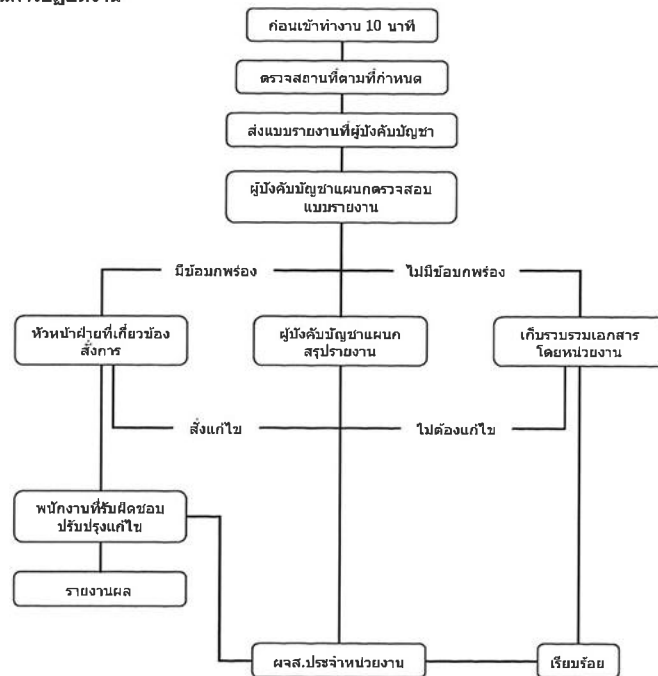 ก่อนเข้าทำงาน 10 นาที
ตรวจสถานที่ตามที่กำหนด
ส่งแบบรายงานที่ผู้บังคับบัญชา
ผู้บังคับบัญชาแผนกตรวจสอบ
แบบรายงาน
มีข้อบกพร่อง
ไม่มีข้อบกพร่อง
หัวหน้าฝ่ายที่เกี่ยวข้อง
สั่งการ
ผู้บังคับบัญชาแผนก
สรุปรายงาน
เก็บรวบรวมเอกสาร
โดยหน่วยงาน
สั่งแก้ไข
ไม่ต้องแก้ไข
พนักงานที่รับผิดชอบ
ปรับปรุงแก้ไข
รายงานผล
ผจส.ประจำหน่วยงาน
เรียบร้อย